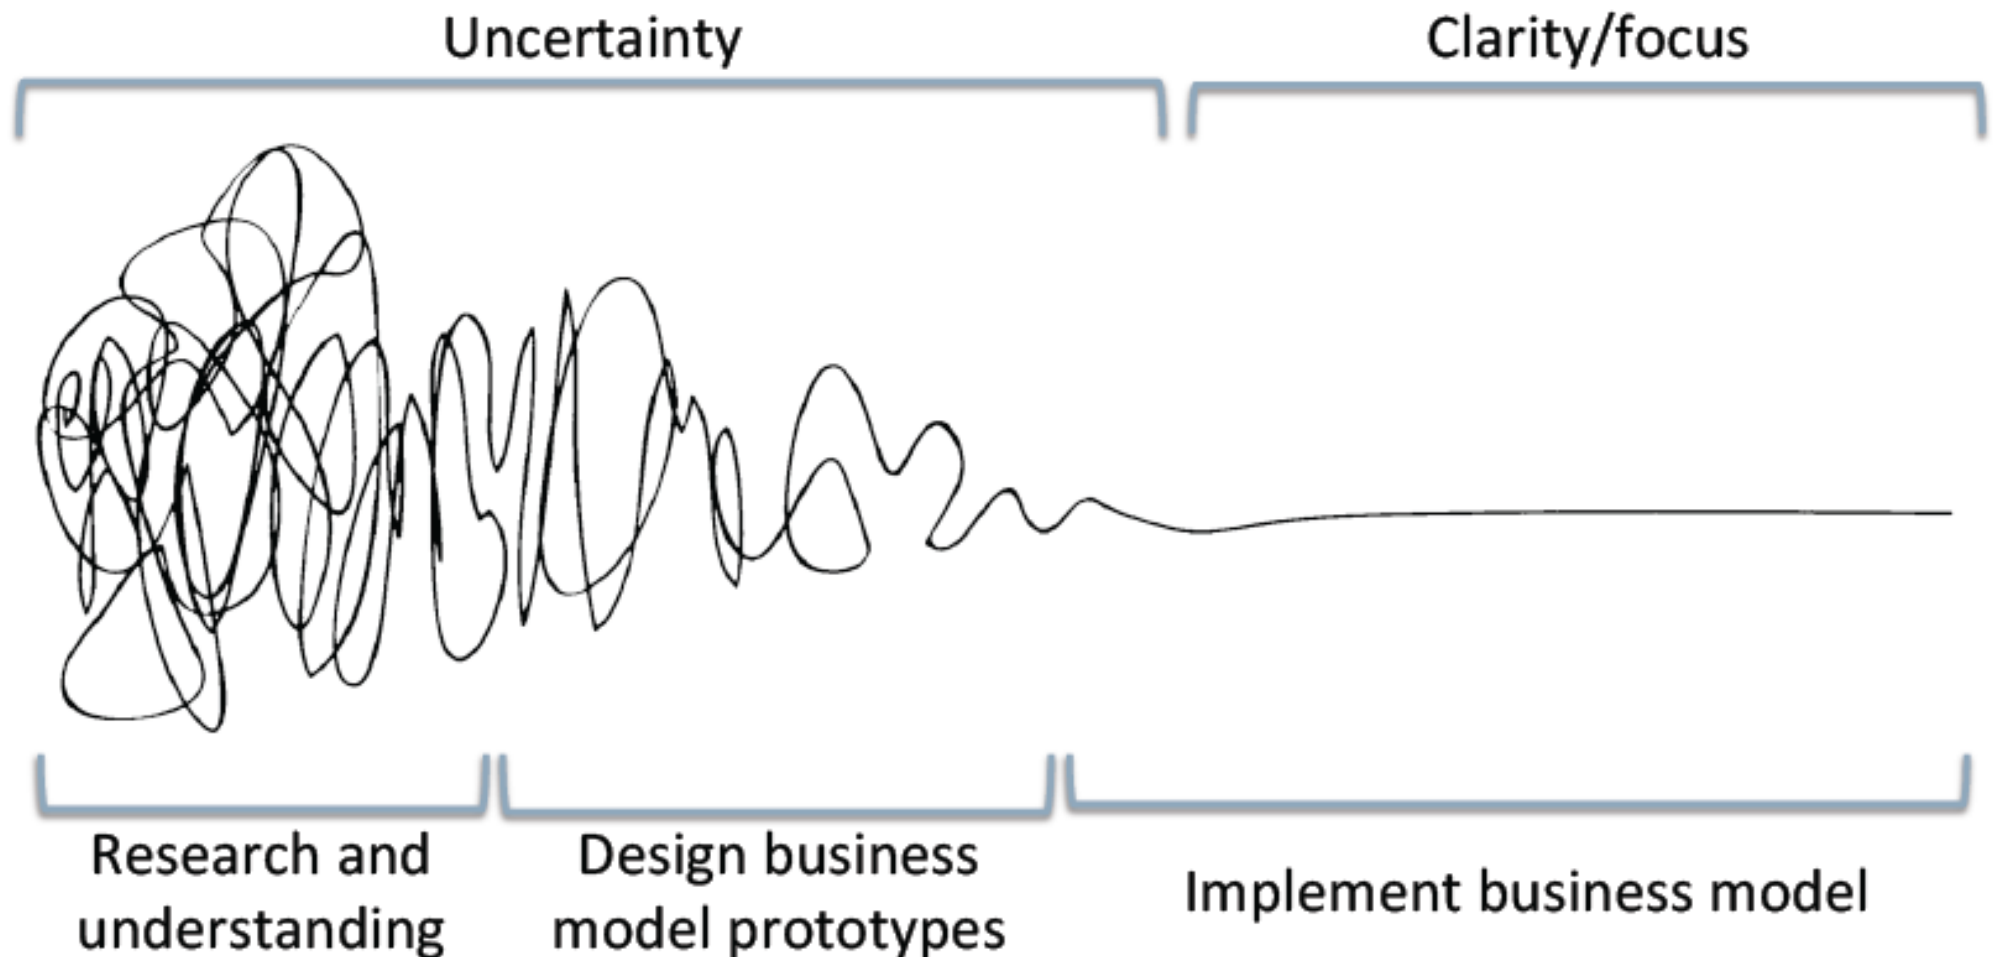 Uncertainty
Clarity/focus
Research and
understanding
Design business
model prototypes
Implement business model